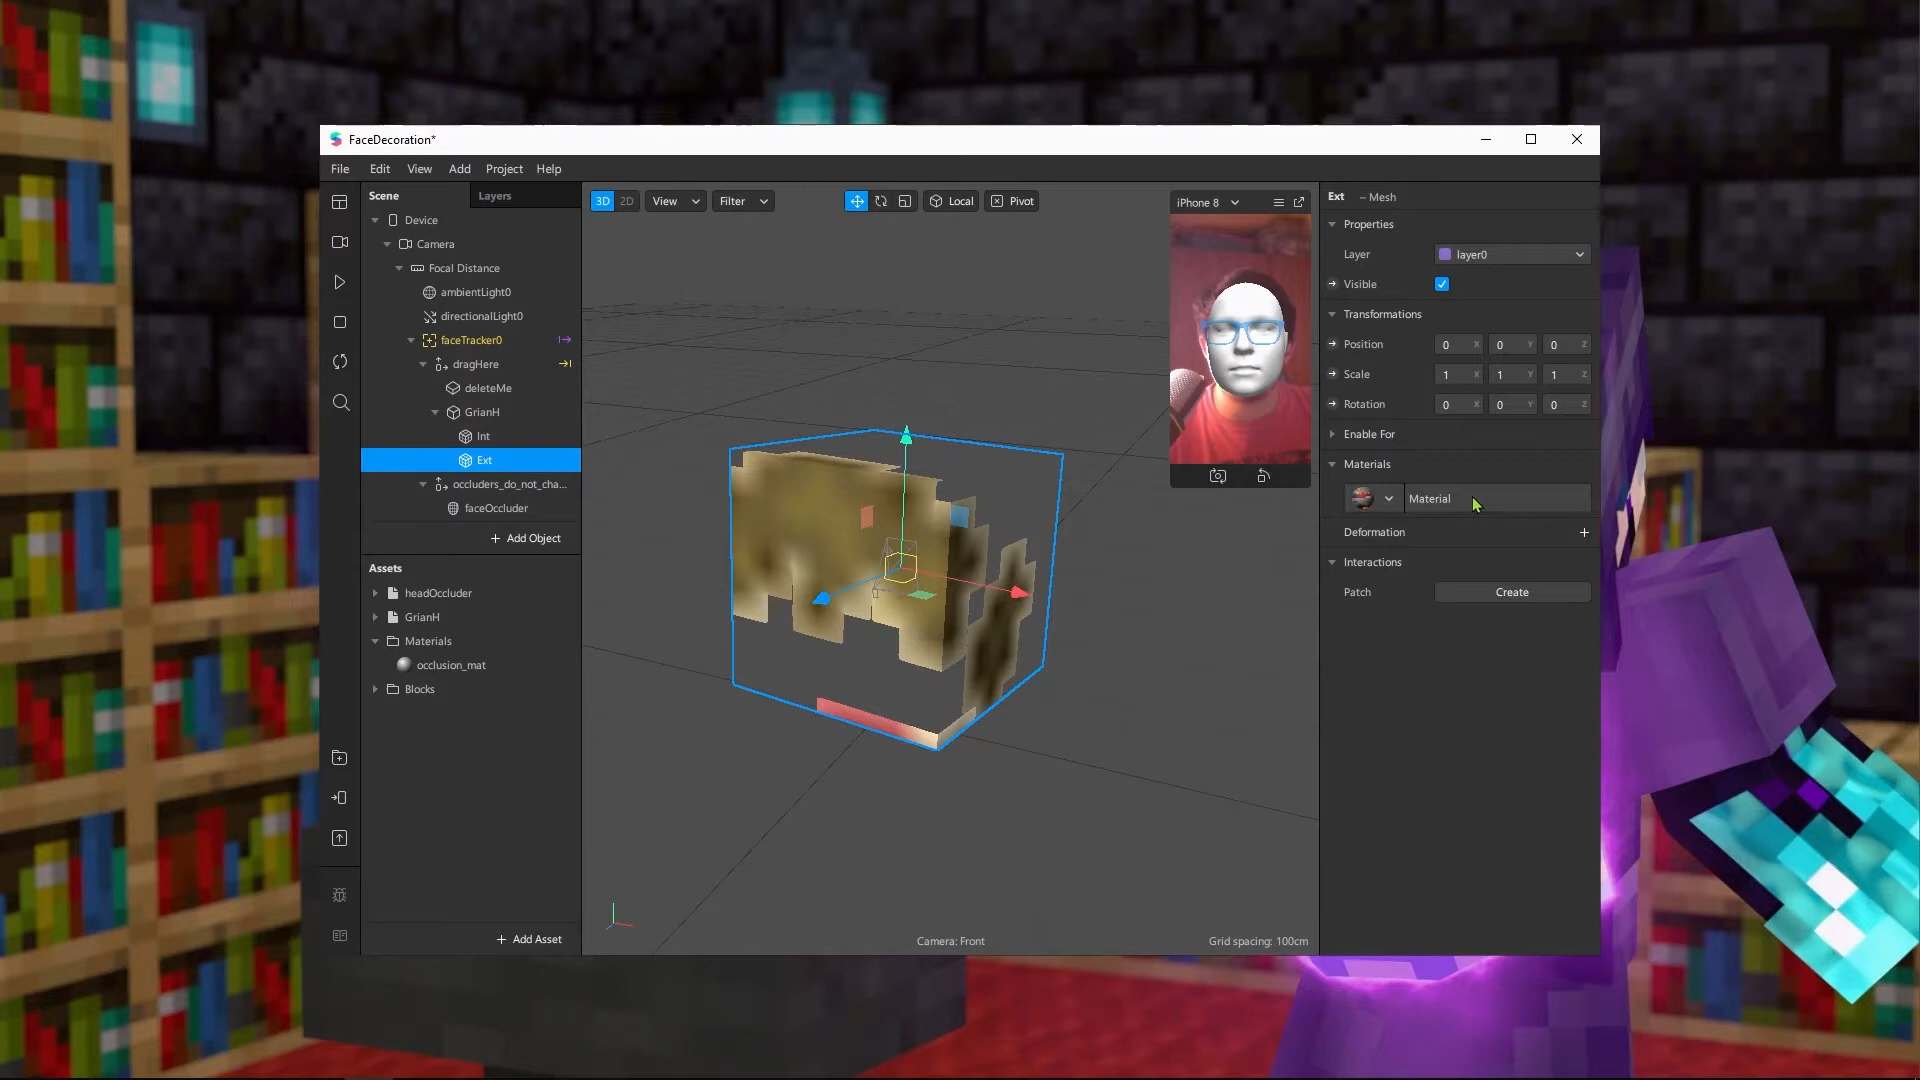 FaceDecoration*
File Edit View Add Project Help
Scene Layers
Device
Camera
Focal Distance
ambientLight0
directionalLight0
faceTracker0
dragHere
deleteMe
GrianH
Int
Ext
occluders_do_not_cha...
faceOccluder
+ Add Object
Assets
headOccluder
GrianH
Materials
occlusion_mat
Blocks
+ Add Asset
3D 2D View Filter Local Pivot
iPhone 8
Camera: Front
Grid spacing: 100cm
Ext – Mesh
Properties
Layer layer0
Visible
Transformations
Position 0 X 0 Y 0 Z
Scale 1 X 1 Y 1 Z
Rotation 0 X 0 Y 0 Z
Enable For
Materials
Material
Deformation +
Interactions
Patch Create